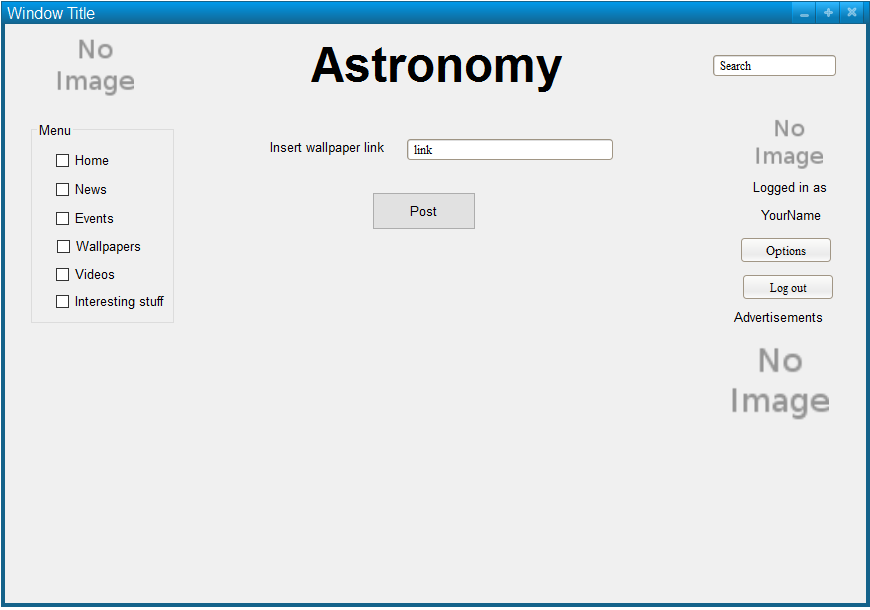 Window Title
No
Image
Astronomy
Search
Menu
Home
News
Events
Wallpapers
Videos
Interesting stuff
Insert wallpaper link
link
Post
No
Image
Logged in as
YourName
Options
Log out
Advertisements
No
Image